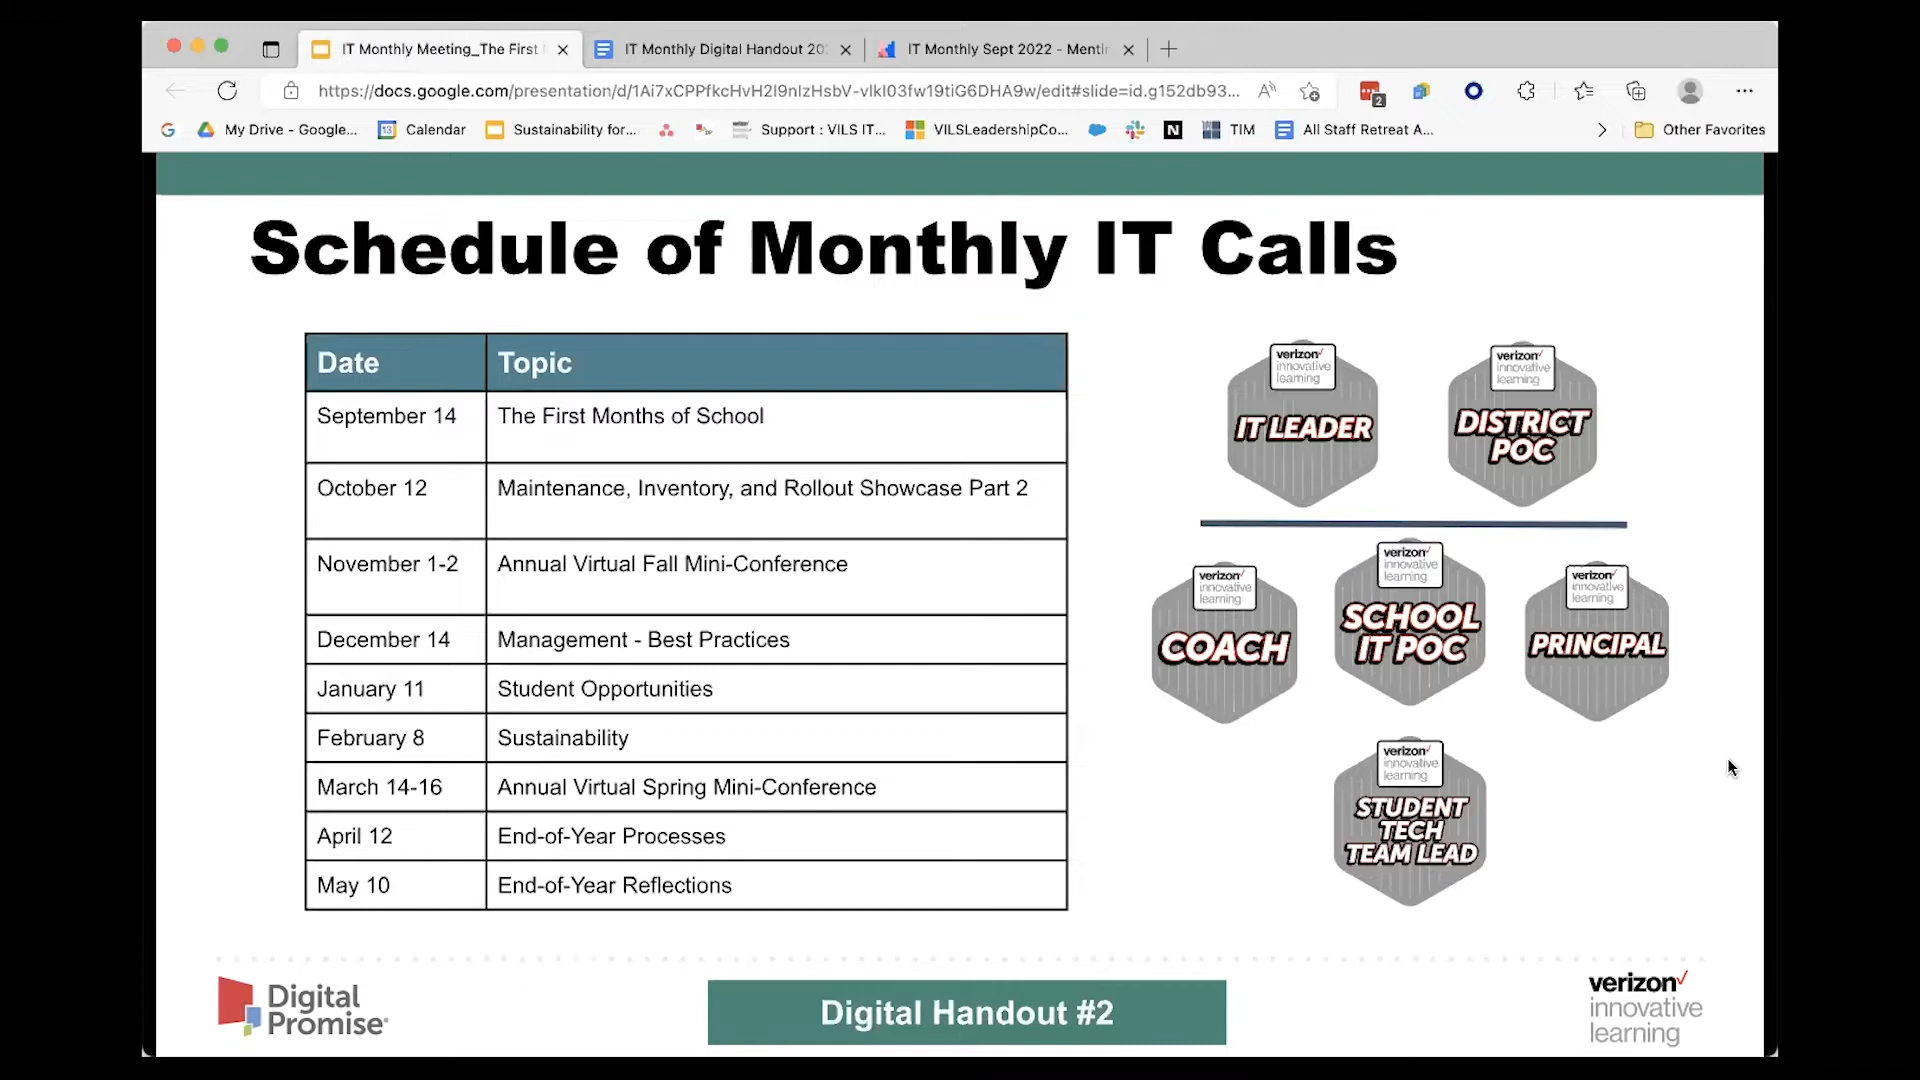 IT Monthly Meeting_The First
IT Monthly Digital Handout 20
IT Monthly Sept 2022 - Menti
https://docs.google.com/presentation/d/1Ai7xCPPfkcHvH2I9nIzHsbV-vlkI03fw19tiG6DHA9w/edit#slide=id.g152db93...
2
My Drive - Google...
13
Calendar
Sustainability for...
Support : VILS IT...
VILSLeadershipCo...
TIM
All Staff Retreat A...
Other Favorites
Schedule of Monthly IT Calls
Date Topic
September 14 The First Months of School
October 12 Maintenance, Inventory, and Rollout Showcase Part 2
November 1-2 Annual Virtual Fall Mini-Conference
December 14 Management - Best Practices
January 11 Student Opportunities
February 8 Sustainability
March 14-16 Annual Virtual Spring Mini-Conference
April 12 End-of-Year Processes
May 10 End-of-Year Reflections
verizon
innovative
learning
IT LEADER
verizon
innovative
learning
DISTRICT
POC
verizon
innovative
learning
COACH
verizon
innovative
learning
SCHOOL
IT POC
verizon
innovative
learning
PRINCIPAL
verizon
innovative
learning
STUDENT
TECH
TEAM LEAD
Digital
Promise
Digital Handout #2
verizon
innovative
learning